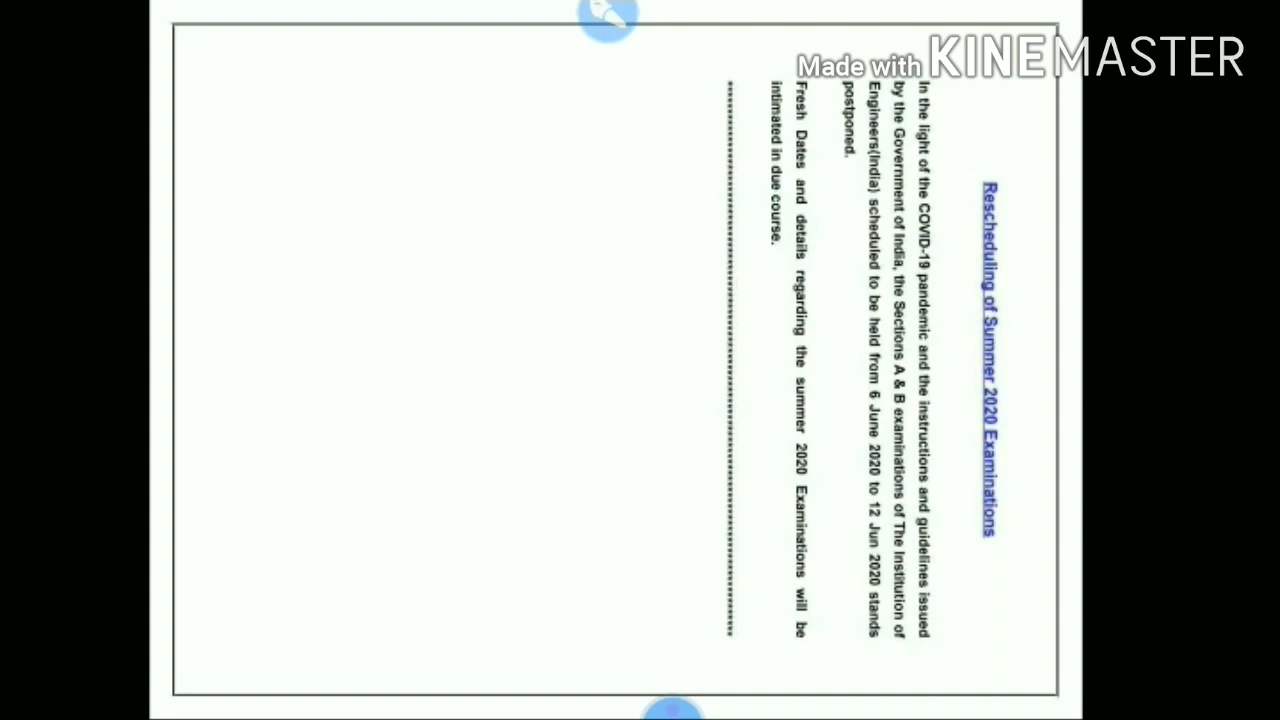 Made with KINEMASTER
Rescheduling of Summer 2020 Examinations
In the light of the COVID-19 pandemic and the instructions and guidelines issued
by the Government of India, the Sections A & B examinations of The Institution of
Engineers(India) scheduled to be held from 6 June 2020 to 12 Jun 2020 stands
postponed.
Fresh Dates and details regarding the summer 2020 Examinations will be
intimated in due course.